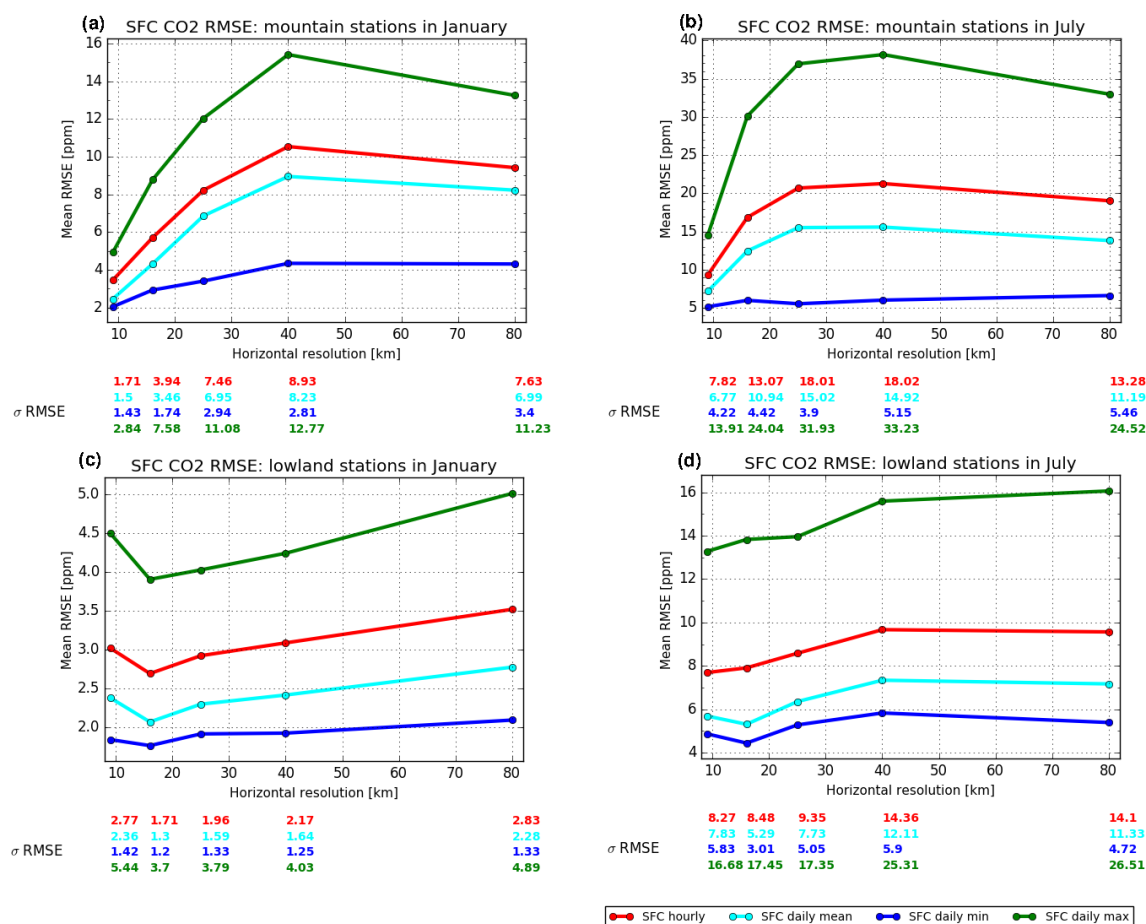 (a)
SFC CO2 RMSE: mountain stations in January
16
14
12
10
8
6
4
2
Mean RMSE [ppm]
10 20 30 40 50 60 70 80
Horizontal resolution [km]
1.71 3.94 7.46 8.93 7.63
1.5 3.46 6.95 8.23 6.99
σ RMSE 1.43 1.74 2.94 2.81 3.4
2.84 7.58 11.08 12.77 11.23
(b)
SFC CO2 RMSE: mountain stations in July
40
35
30
25
20
15
10
5
Mean RMSE [ppm]
10 20 30 40 50 60 70 80
Horizontal resolution [km]
7.82 13.07 18.01 18.02 13.28
6.77 10.94 15.02 14.92 11.19
σ RMSE 4.22 4.42 3.9 5.15 5.46
13.91 24.04 31.93 33.23 24.52
(c)
SFC CO2 RMSE: lowland stations in January
5.0
4.5
4.0
3.5
3.0
2.5
2.0
Mean RMSE [ppm]
10 20 30 40 50 60 70 80
Horizontal resolution [km]
2.77 1.71 1.96 2.17 2.83
2.36 1.3 1.59 1.64 2.28
σ RMSE 1.42 1.2 1.33 1.25 1.33
5.44 3.7 3.79 4.03 4.89
(d)
SFC CO2 RMSE: lowland stations in July
16
14
12
10
8
6
4
Mean RMSE [ppm]
10 20 30 40 50 60 70 80
Horizontal resolution [km]
8.27 8.48 9.35 14.36 14.1
7.83 5.29 7.73 12.11 11.33
σ RMSE 5.83 3.01 5.05 5.9 4.72
16.68 17.45 17.35 25.31 26.51
SFC hourly SFC daily mean SFC daily min SFC daily max